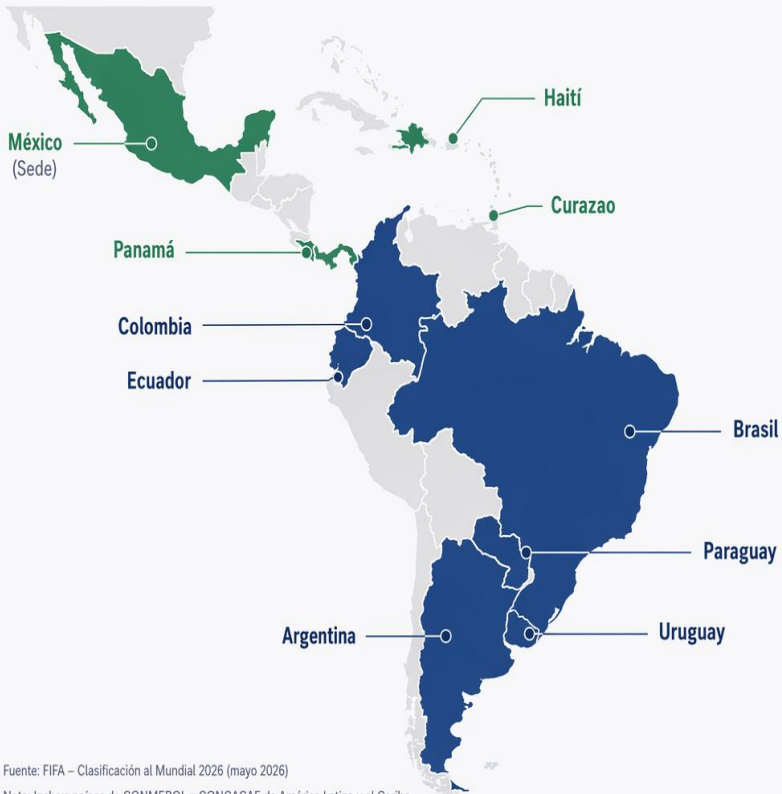 Haití
México
(Sede)
Curazao
Panamá
Colombia
Ecuador
Brasil
Paraguay
Argentina
Uruguay
Fuente: FIFA – Clasificación al Mundial 2026 (mayo 2026)